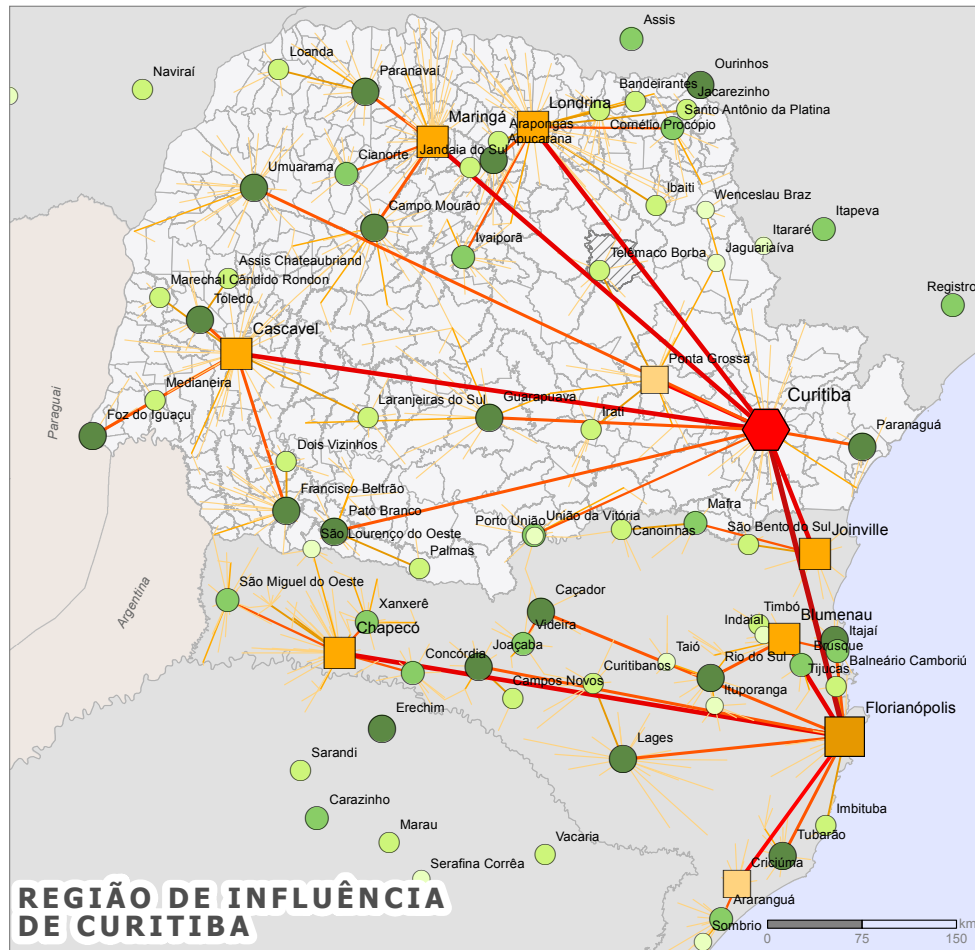 Assis
Ourinhos
Loanda
Naviraí
Paranavaí
Bandeirantes
Jacarezinho
Londrina
Santo Antônio da Platina
Maringá
Arapongas
Cornélio Procópio
Apucarana
Jandaia do Sul
Cianorte
Umuarama
Ibaiti
Wenceslau Braz
Campo Mourão
Itapeva
Itararé
Ivaiporã
Jaguariaíva
Telêmaco Borba
Assis Chateaubriand
Marechal Cândido Rondon
Registro
Toledo
Cascavel
Ponta Grossa
Medianeira
Curitiba
Laranjeiras do Sul
Guarapuava
Irati
Paranaguá
Foz do Iguaçu
Paraguai
Dois Vizinhos
Francisco Beltrão
Pato Branco
Mafra
Porto União
União da Vitória
Canoinhas
São Bento do Sul
Joinville
São Lourenço do Oeste
Palmas
São Miguel do Oeste
Argentina
Xanxerê
Caçador
Timbó
Blumenau
Indaial
Itajaí
Chapecó
Videira
Joaçaba
Taió
Rio do Sul
Brusque
Balneário Camboriú
Concórdia
Curitibanos
Tijucas
Campos Novos
Ituporanga
Florianópolis
Erechim
Lages
Sarandi
Imbituba
Carazinho
Tubarão
Marau
Vacaria
Criciúma
Serafina Corrêa
Araranguá
Sombrio
REGIÃO DE INFLUÊNCIA
DE CURITIBA
km
0 75 150